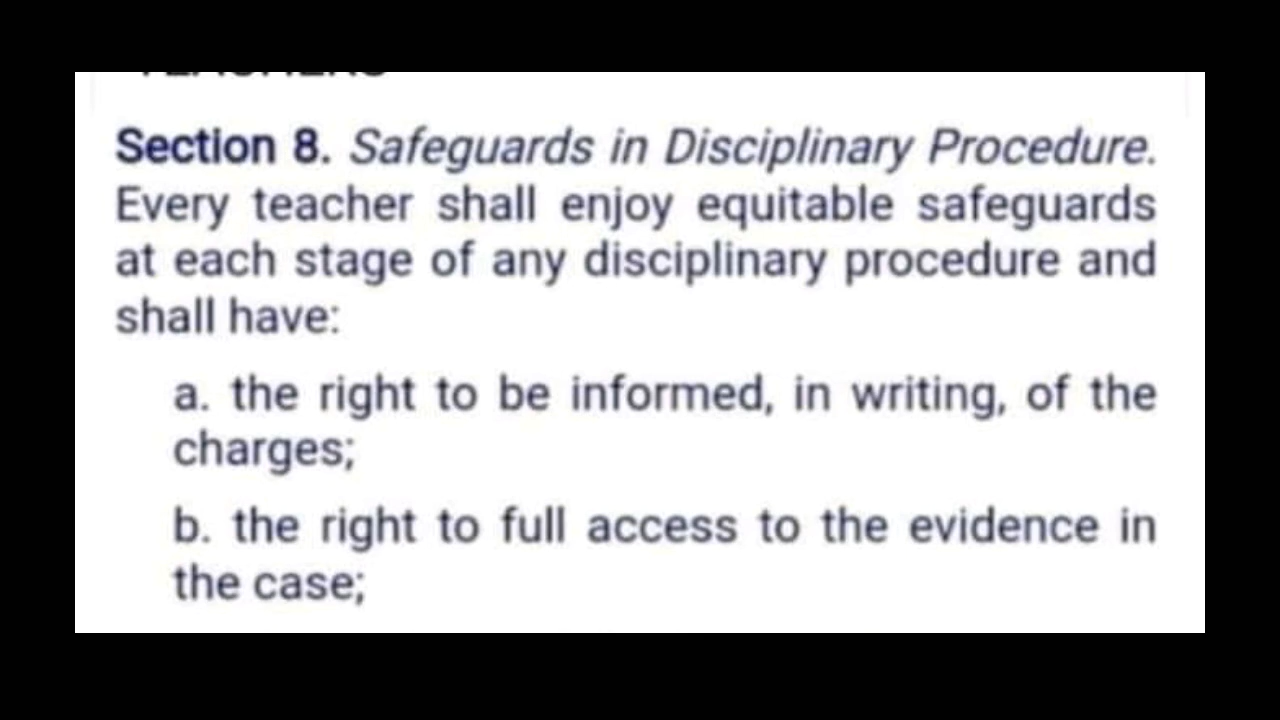 Section 8. Safeguards in Disciplinary Procedure.
Every teacher shall enjoy equitable safeguards
at each stage of any disciplinary procedure and
shall have:
a. the right to be informed, in writing, of the
charges;
b. the right to full access to the evidence in
the case;